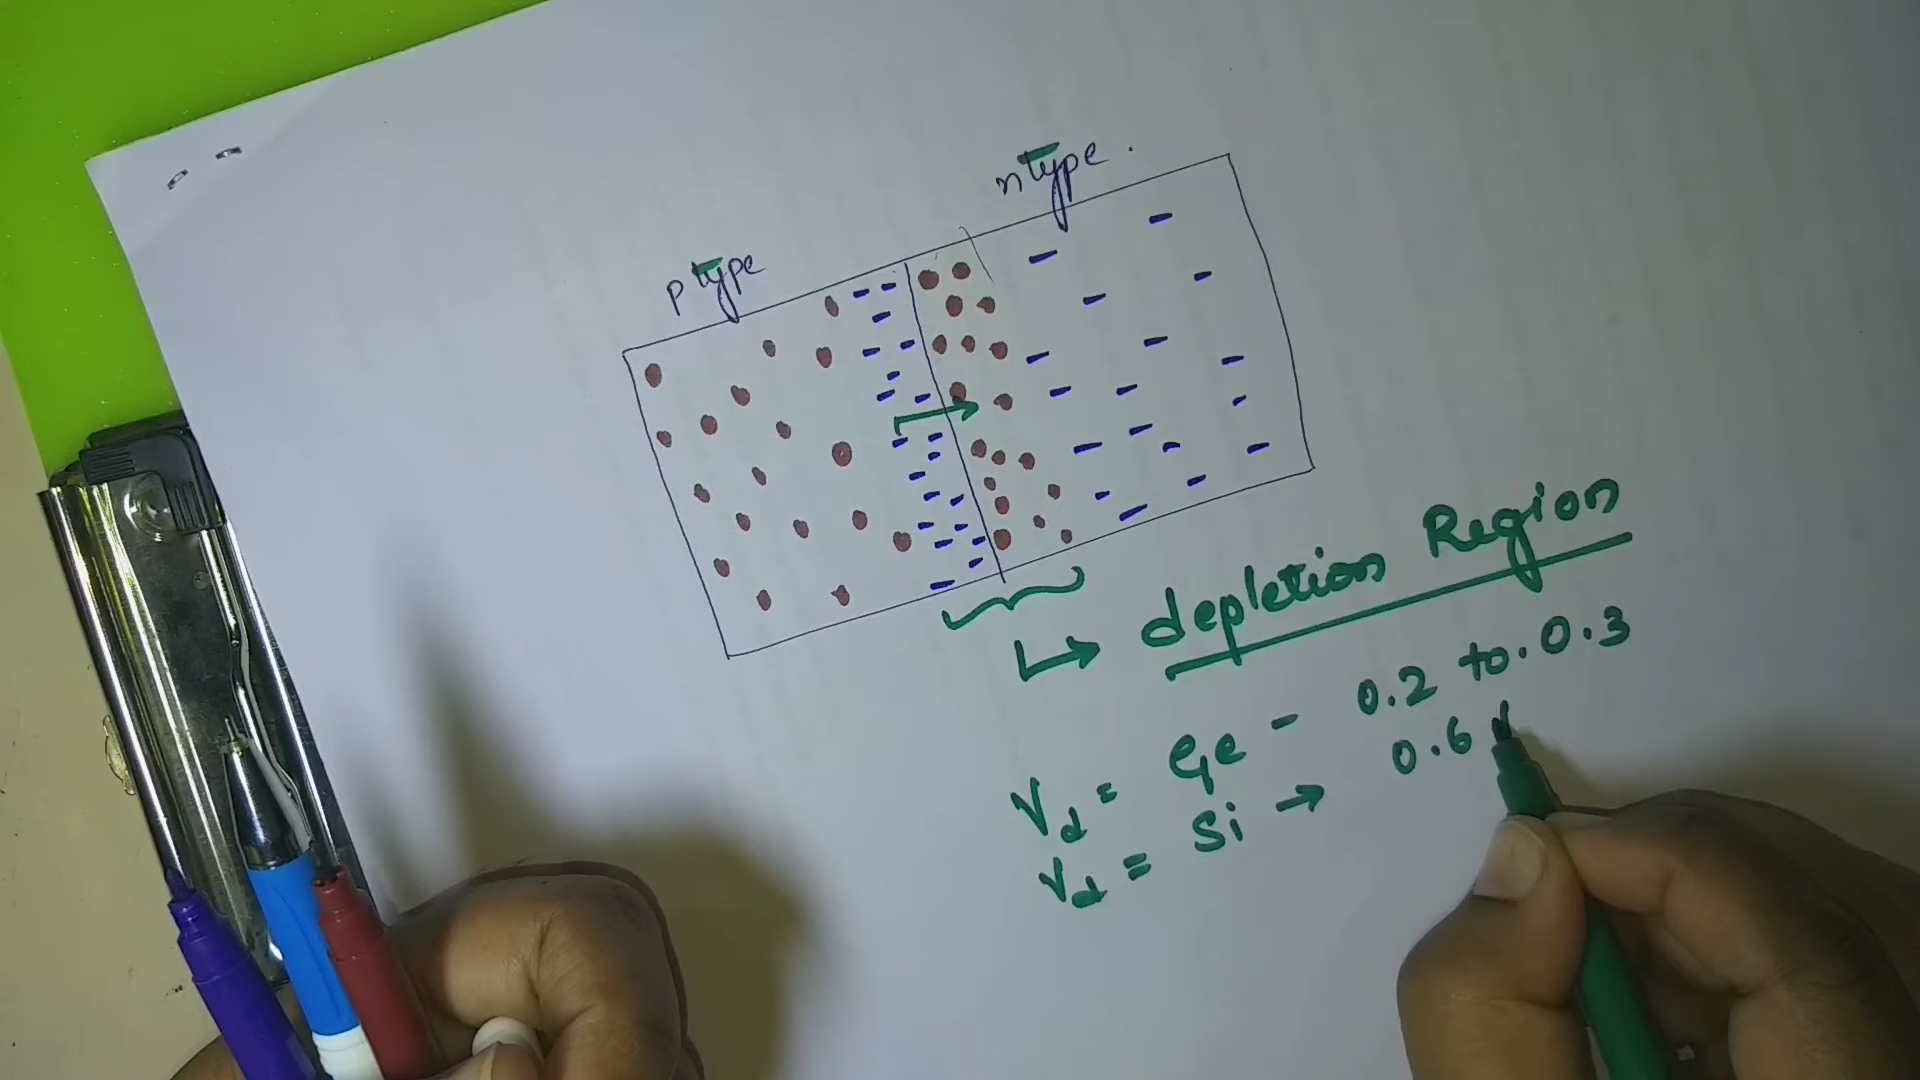 n type .
p type
depletion Region
Vd = Ge - 0.2 to 0.3
Vd = Si → 0.6